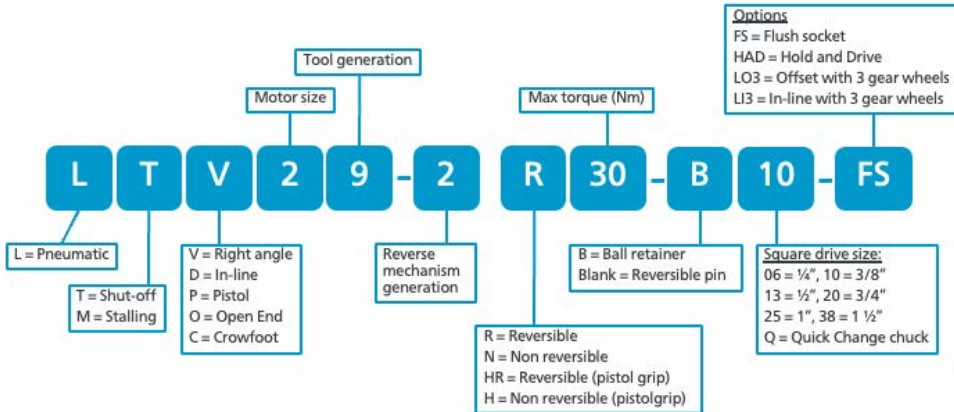 Options
FS = Flush socket
HAD = Hold and Drive
LO3 = Offset with 3 gear wheels
LI3 = In-line with 3 gear wheels
Tool generation
Motor size
Max torque (Nm)
L T V 2 9 - 2 R 30 - B 10 - FS
L = Pneumatic
T = Shut-off
M = Stalling
V = Right angle
D = In-line
P = Pistol
O = Open End
C = Crowfoot
Reverse
mechanism
generation
R = Reversible
N = Non reversible
HR = Reversible (pistol grip)
H = Non reversible (pistolgrip)
B = Ball retainer
Blank = Reversible pin
Square drive size:
06 = ¼”, 10 = 3/8”
13 = ½”, 20 = 3/4”
25 = 1”, 38 = 1 ½”
Q = Quick Change chuck